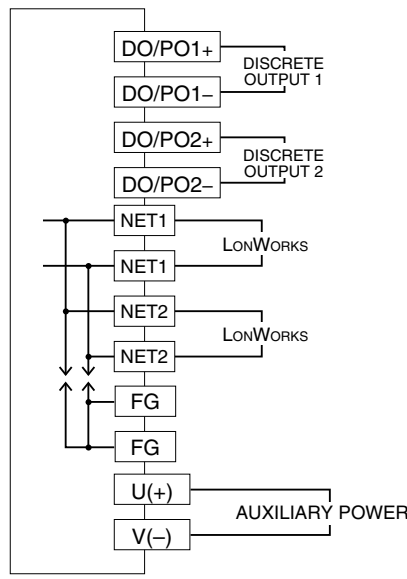 DO/PO1+
DISCRETE
OUTPUT 1
DO/PO1–
DO/PO2+
DISCRETE
OUTPUT 2
DO/PO2–
NET1
LONWORKS
NET1
NET2
LONWORKS
NET2
FG
FG
U(+)
AUXILIARY POWER
V(–)